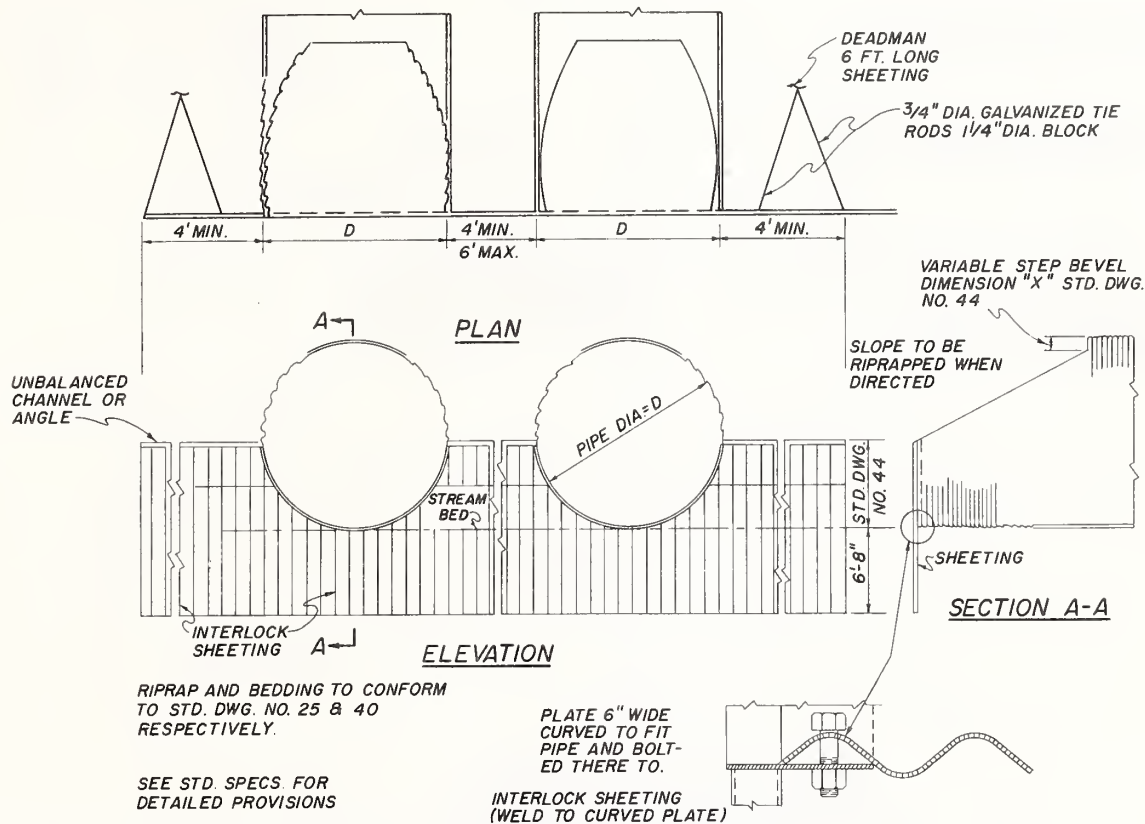 DEADMAN
6 FT. LONG
SHEETING
3/4" DIA. GALVANIZED TIE
RODS 1 1/4" DIA. BLOCK
4' MIN.
D
4' MIN.
6' MAX.
D
4' MIN.
VARIABLE STEP BEVEL
DIMENSION "X" STD. DWG.
NO. 44
A
PLAN
SLOPE TO BE
RIPRAPPED WHEN
DIRECTED
UNBALANCED
CHANNEL OR
ANGLE
PIPE DIA.= D
STD. DWG.
NO. 44
STREAM
BED
6'-8"
SHEETING
SECTION A-A
INTERLOCK
SHEETING
A
ELEVATION
RIPRAP AND BEDDING TO CONFORM
TO STD. DWG. NO. 25 & 40
RESPECTIVELY.
PLATE 6" WIDE
CURVED TO FIT
PIPE AND BOLT-
ED THERE TO.
SEE STD. SPECS. FOR
DETAILED PROVISIONS
INTERLOCK SHEETING
(WELD TO CURVED PLATE)